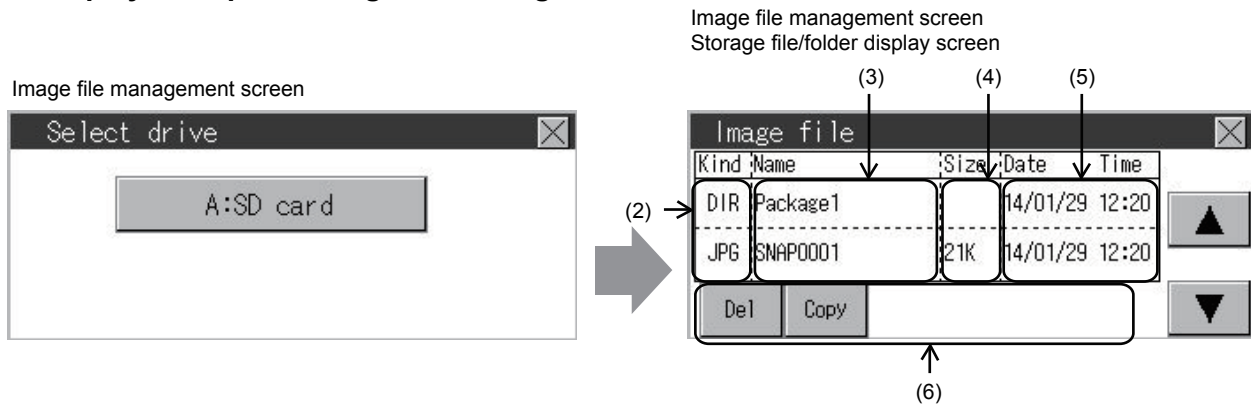 Image file management screen
Storage file/folder display screen
(3) (4) (5)
Image file management screen
Select drive
A:SD card
Image file
Kind Name Size Date Time
(2)
DIR Package1 14/01/29 12:20
JPG SNAP0001 21K 14/01/29 12:20
Del Copy
(6)